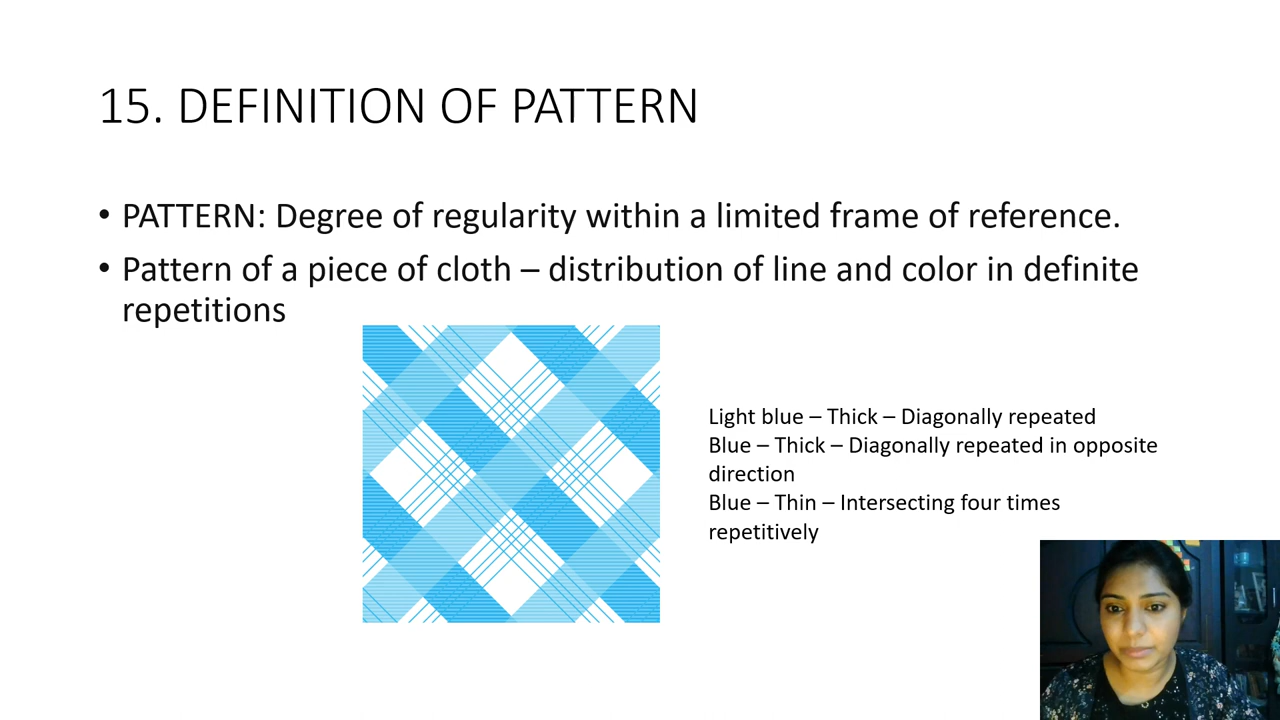 15. DEFINITION OF PATTERN
• PATTERN: Degree of regularity within a limited frame of reference.
• Pattern of a piece of cloth – distribution of line and color in definite
repetitions
Light blue – Thick – Diagonally repeated
Blue – Thick – Diagonally repeated in opposite
direction
Blue – Thin – Intersecting four times
repetitively